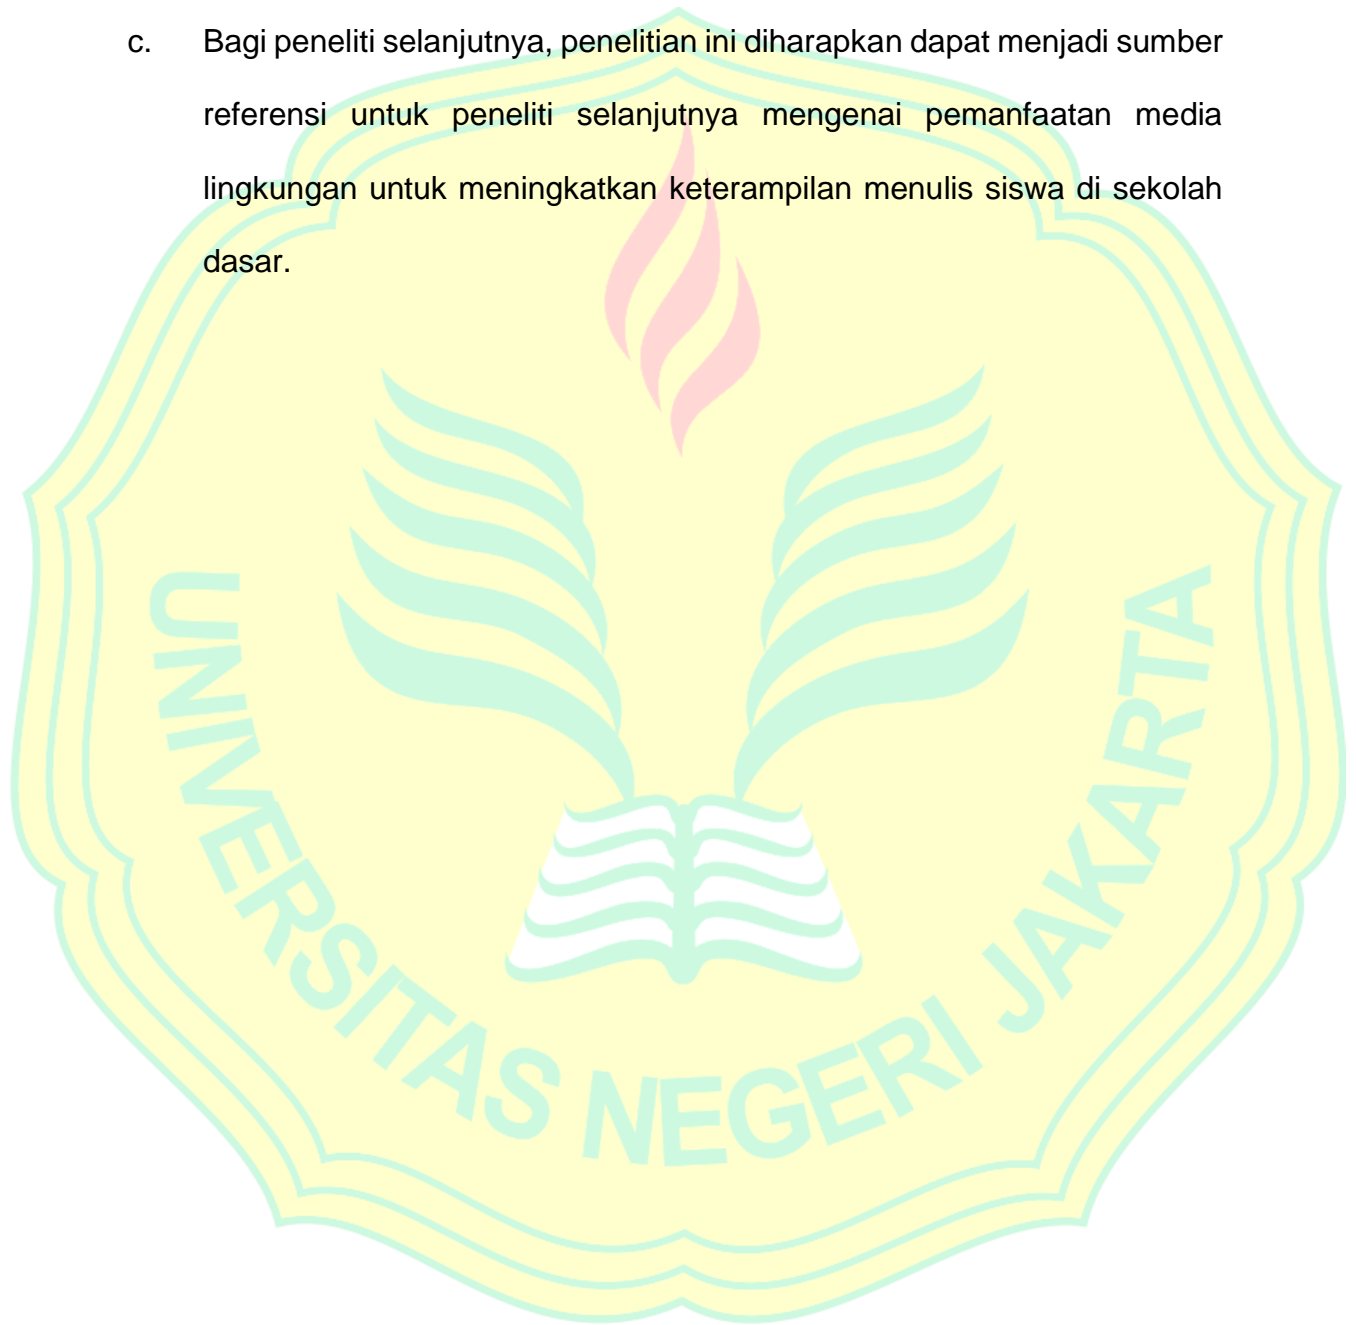 c. Bagi peneliti selanjutnya, penelitian ini diharapkan dapat menjadi sumber
referensi untuk peneliti selanjutnya mengenai pemanfaatan media
lingkungan untuk meningkatkan keterampilan menulis siswa di sekolah
dasar.
UNIVERSITAS NEGERI JAKARTA